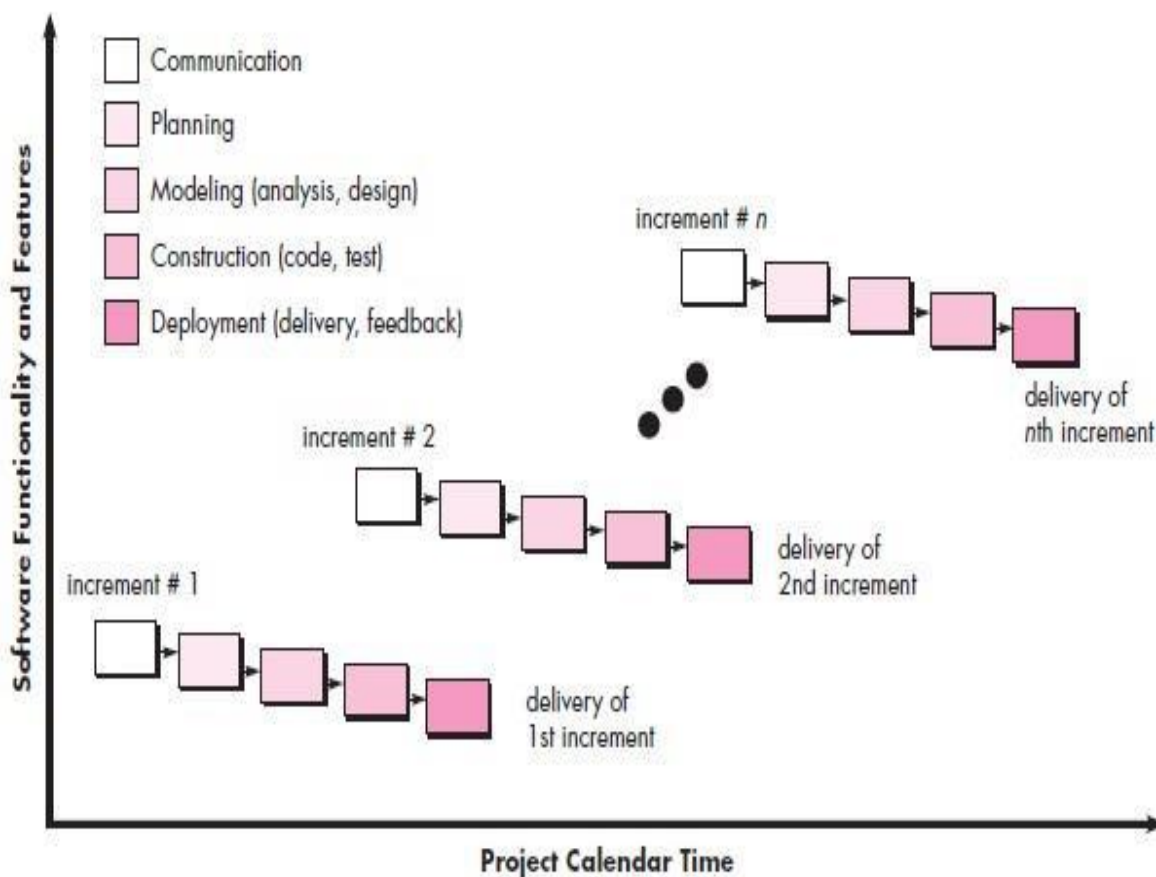 Communication
Planning
Modeling (analysis, design)
Construction (code, test)
Deployment (delivery, feedback)
Software Functionality and Features
increment # n
delivery of
nth increment
increment # 2
delivery of
2nd increment
increment # 1
delivery of
1st increment
Project Calendar Time